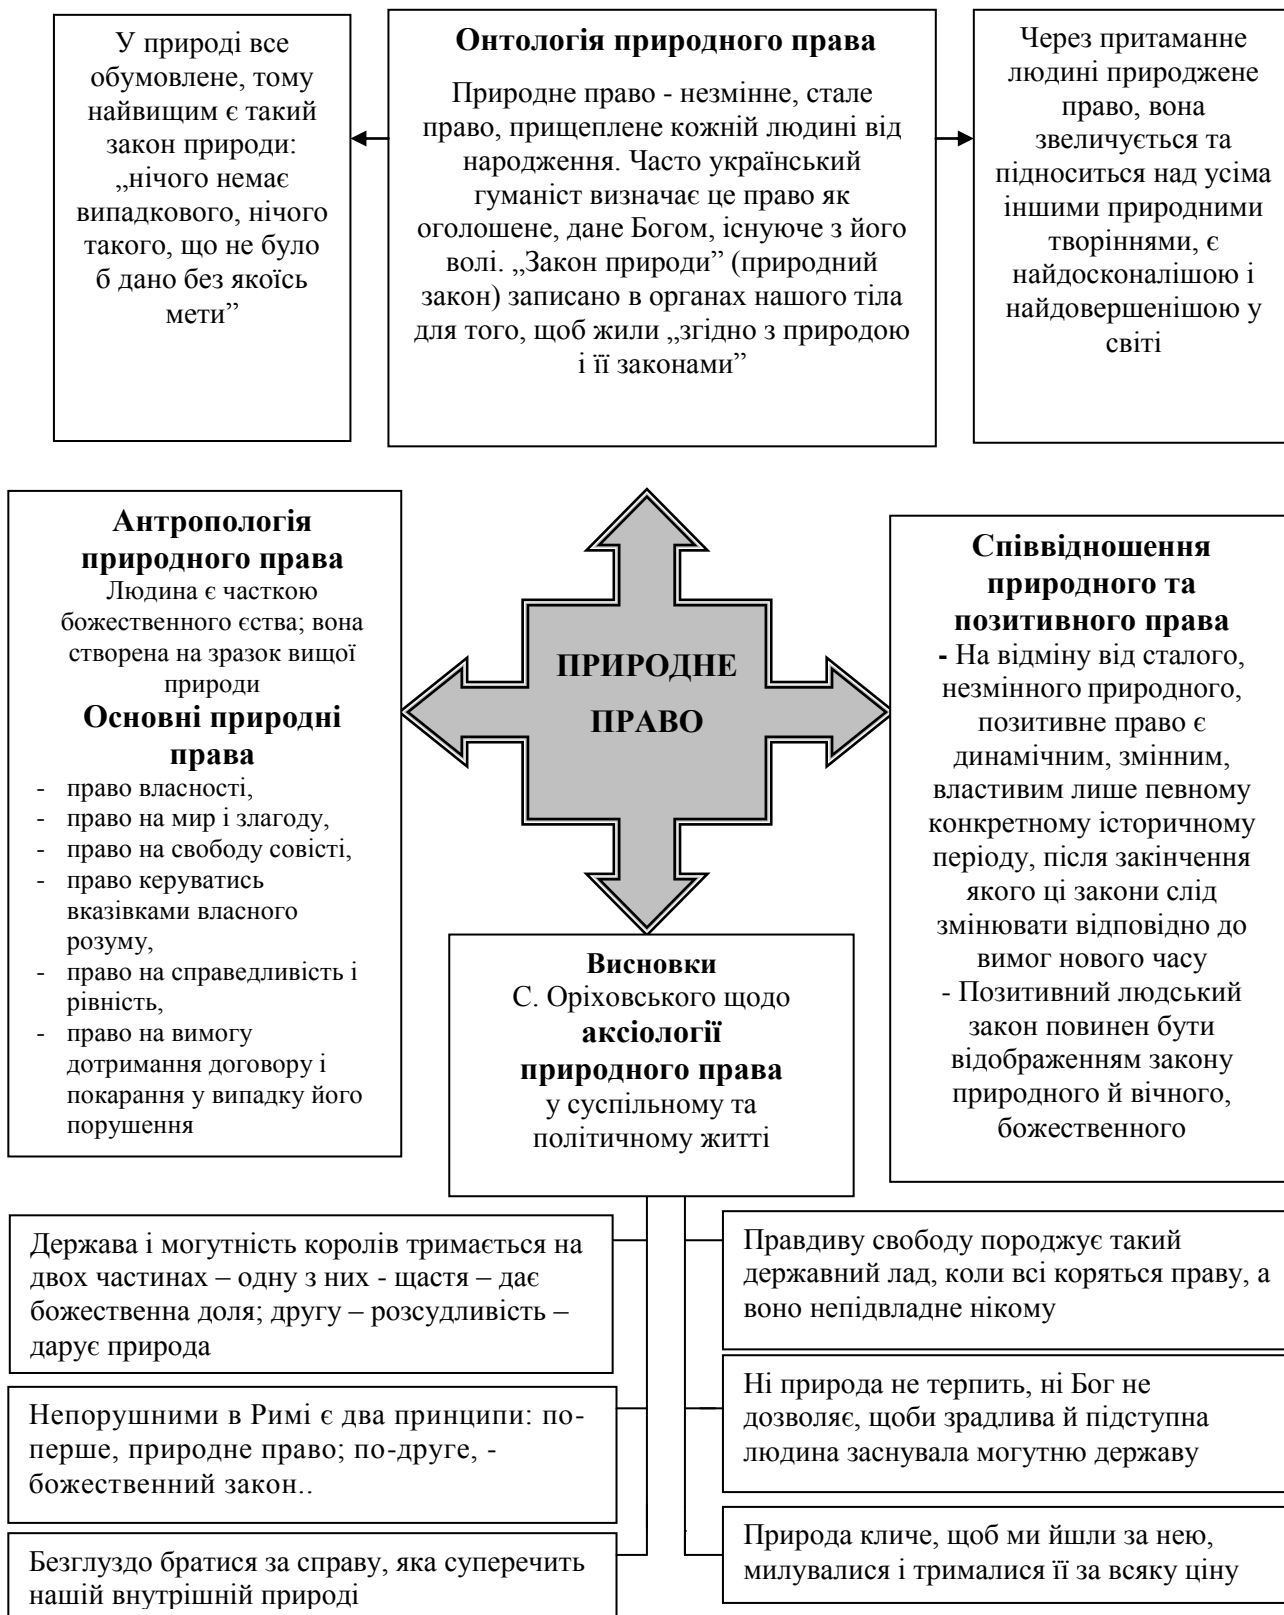 У природі все
обумовлене, тому
найвищим є такий
закон природи:
„нічого немає
випадкового, нічого
такого, що не було
б дано без якоїсь
мети”
Онтологія природного права
Природне право - незмінне, стале
право, прищеплене кожній людині від
народження. Часто український
гуманіст визначає це право як
оголошене, дане Богом, існуюче з його
волі. „Закон природи” (природний
закон) записано в органах нашого тіла
для того, щоб жили „згідно з природою
і її законами”
Через притаманне
людині природжене
право, вона
звеличується та
підноситься над усіма
іншими природними
творіннями, є
найдосконалішою і
найдовершенішою у
світі
Антропологія
природного права
Людина є часткою
божественного єства; вона
створена на зразок вищої
природи
Основні природні
права
- право власності,
- право на мир і злагоду,
- право на свободу совісті,
- право керуватись
вказівками власного
розуму,
- право на справедливість і
рівність,
- право на вимогу
дотримання договору і
покарання у випадку його
порушення
ПРИРОДНЕ
ПРАВО
Співвідношення
природного та
позитивного права
- На відміну від сталого,
незмінного природного,
позитивне право є
динамічним, змінним,
властивим лише певному
конкретному історичному
періоду, після закінчення
якого ці закони слід
змінювати відповідно до
вимог нового часу
- Позитивний людський
закон повинен бути
відображенням закону
природного й вічного,
божественного
Висновки
С. Оріховського щодо
аксіології
природного права
у суспільному та
політичному житті
Держава і могутність королів тримається на
двох частинах – одну з них - щастя – дає
божественна доля; другу – розсудливість –
дарує природа
Непорушними в Римі є два принципи: по-
перше, природне право; по-друге, -
божественний закон..
Безглуздо братися за справу, яка суперечить
нашій внутрішній природі
Правдиву свободу породжує такий
державний лад, коли всі коряться праву, а
воно непідвладне нікому
Ні природа не терпить, ні Бог не
дозволяє, щоби зрадлива й підступна
людина заснувала могутню державу
Природа кличе, щоб ми йшли за нею,
милувалися і трималися її за всяку ціну